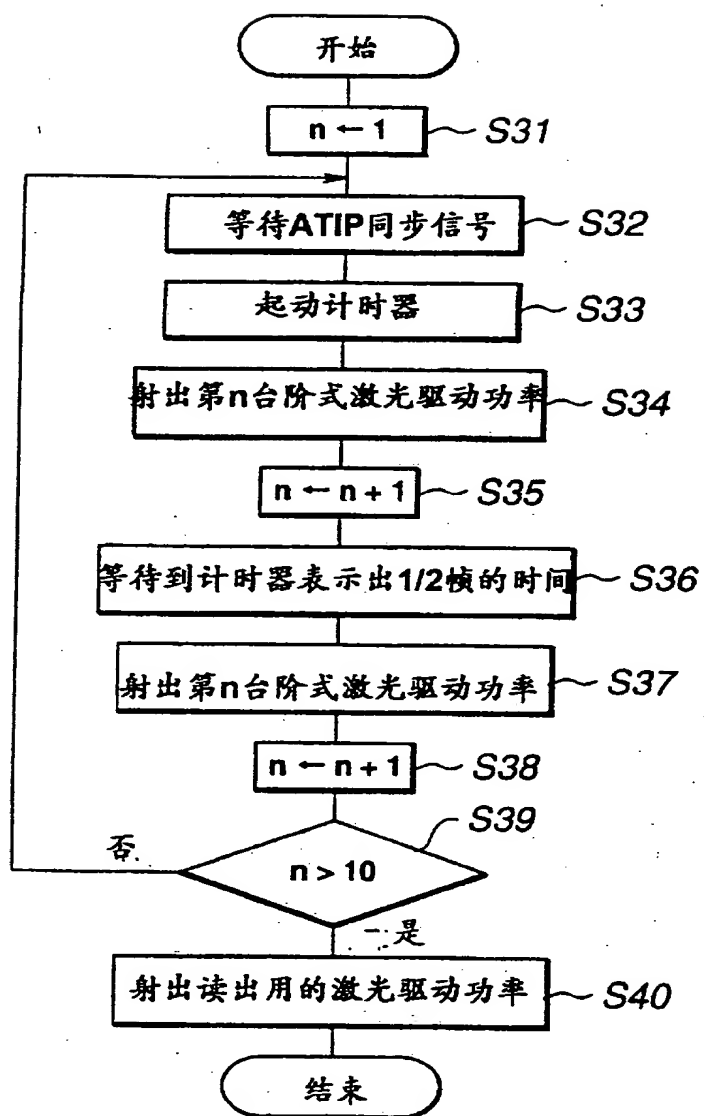 开始
n ← 1 S31
等待ATIP同步信号 S32
起动计时器 S33
射出第n台阶式激光驱动功率 S34
n ← n + 1 S35
等待到计时器表示出1/2帧的时间 S36
射出第n台阶式激光驱动功率 S37
n ← n + 1 S38
S39
否
n > 10
是
射出读出用的激光驱动功率 S40
结束